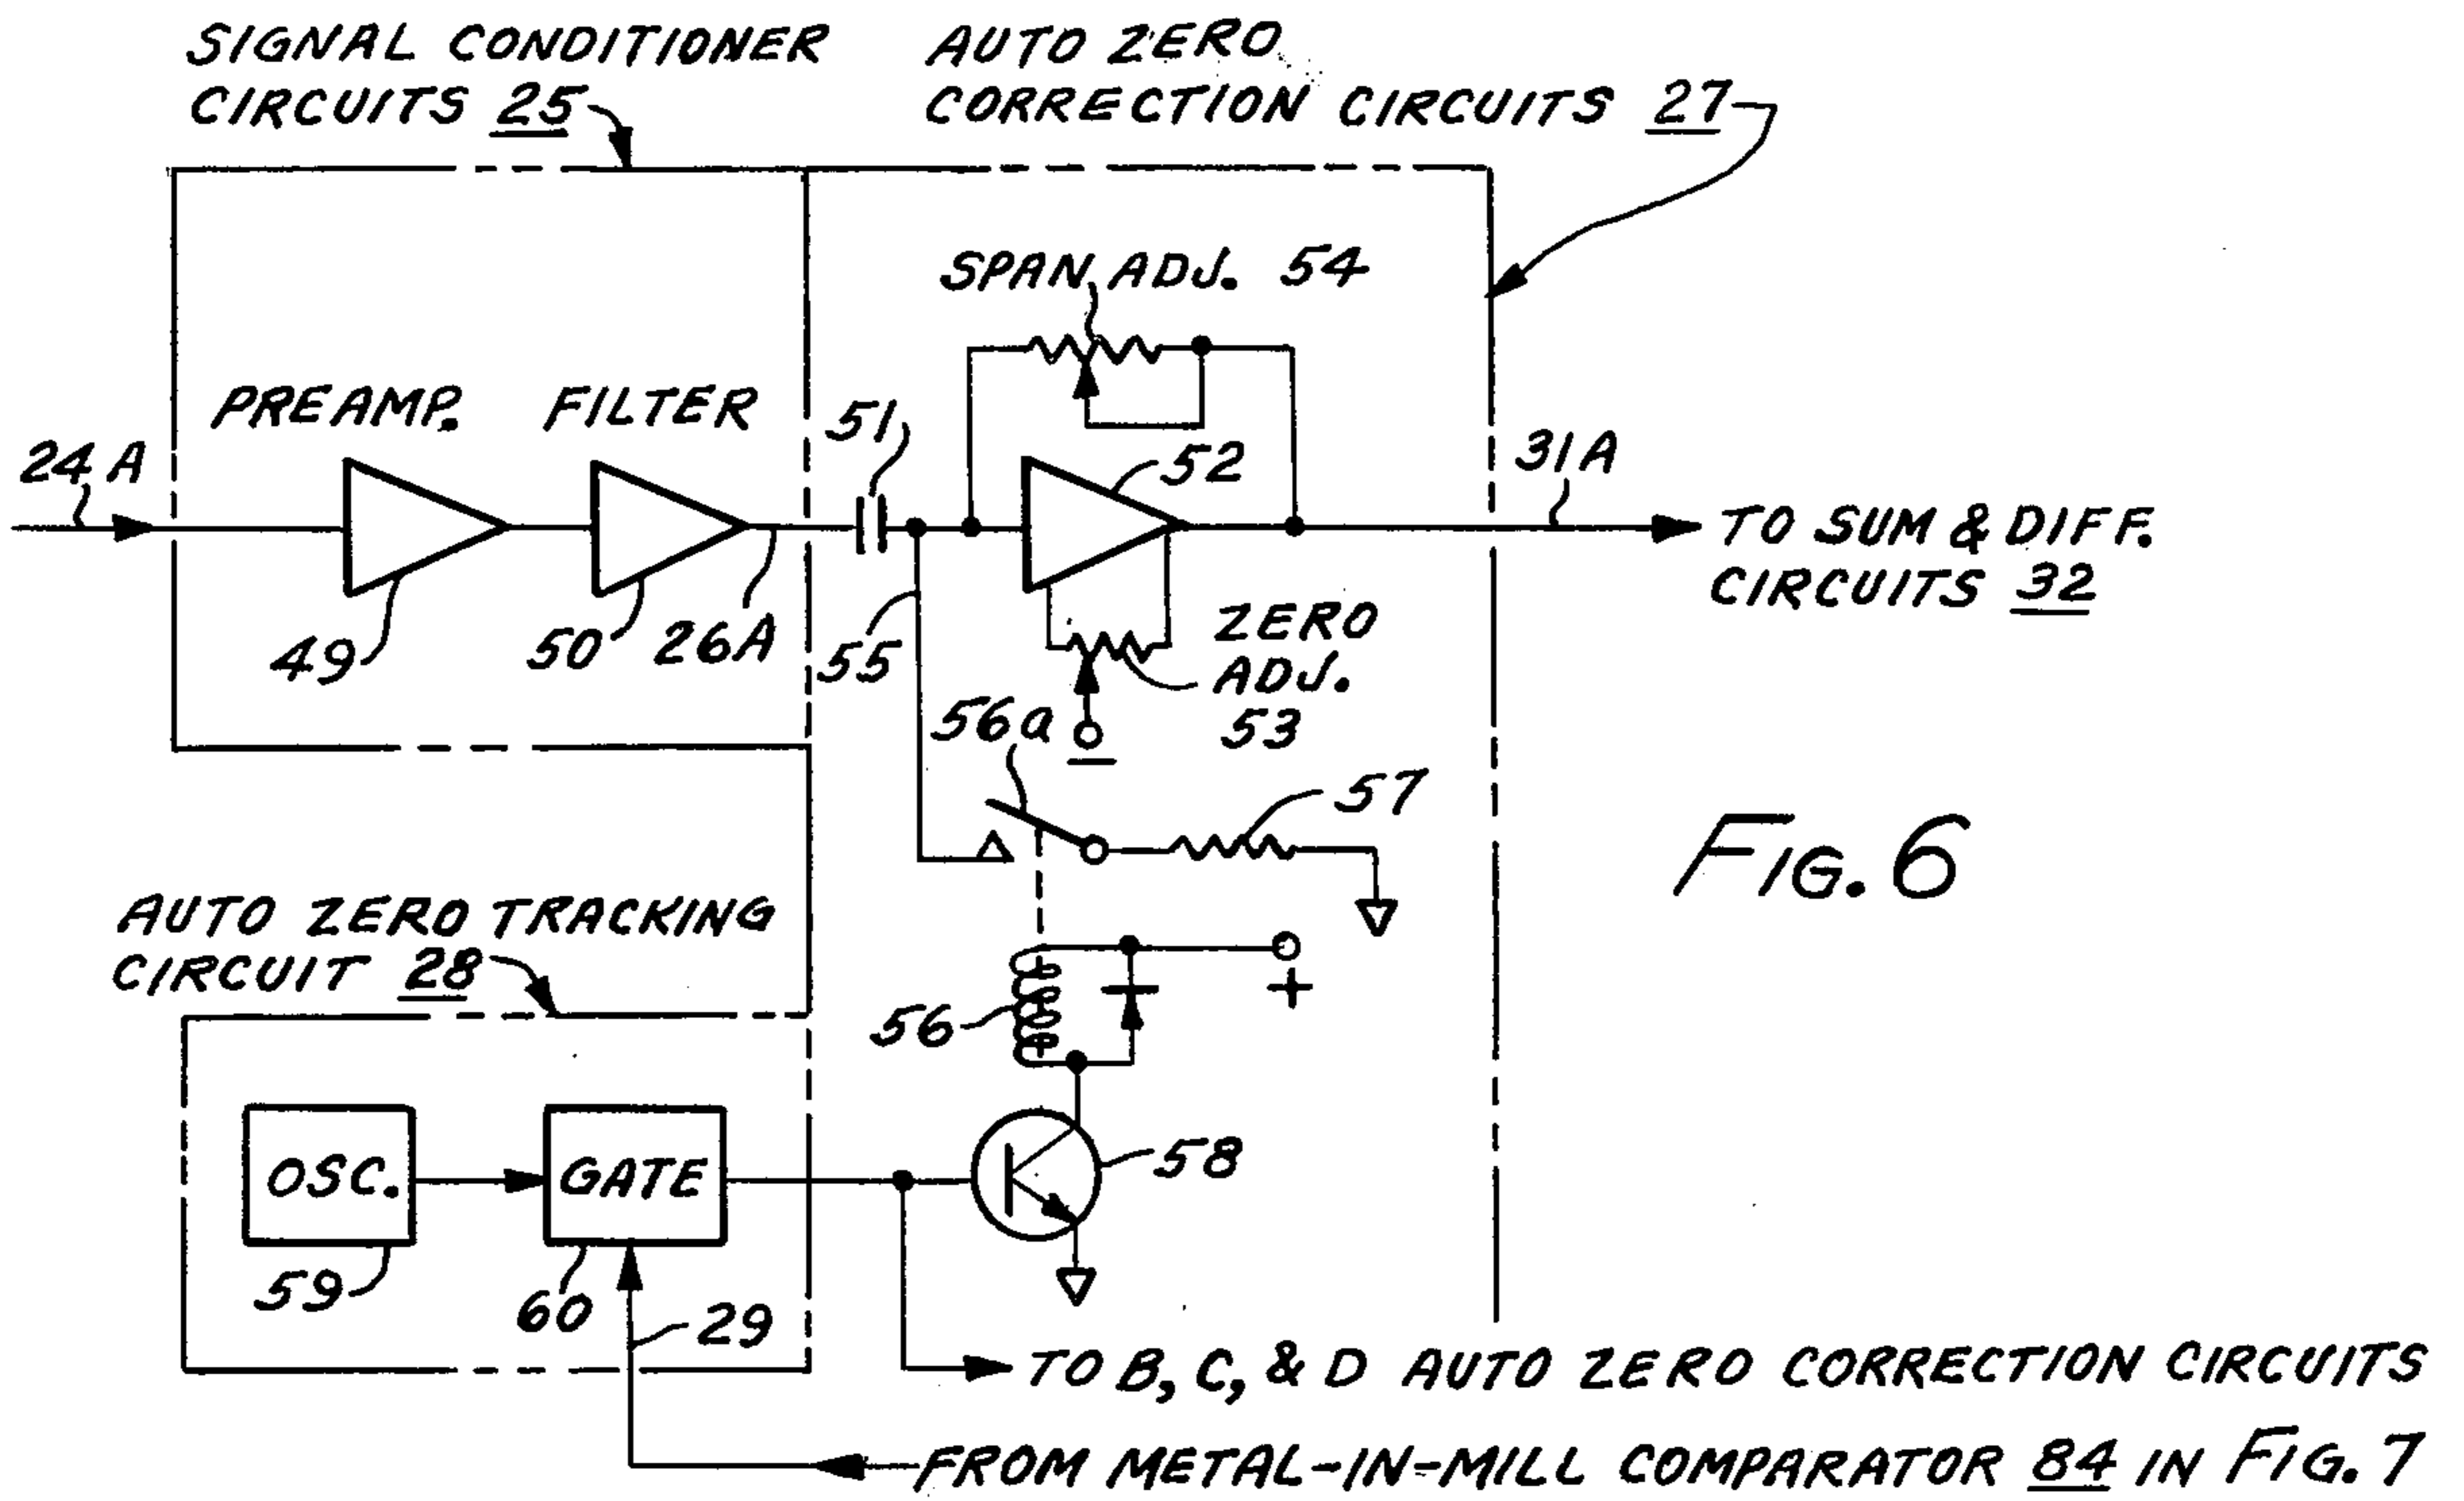 SIGNAL CONDITIONER
CIRCUITS 25
AUTO ZERO
CORRECTION CIRCUITS 27
SPAN ADJ. 54
PREAMP.
FILTER
51
24A
52
31A
TO SUM & DIFF.
CIRCUITS 32
49
50
26A
55
ZERO
ADJ.
53
56a
57
FIG. 6
AUTO ZERO TRACKING
CIRCUIT 28
+
56
OSC.
GATE
58
59
60
29
TO B, C, & D AUTO ZERO CORRECTION CIRCUITS
FROM METAL-IN-MILL COMPARATOR 84 IN FIG. 7